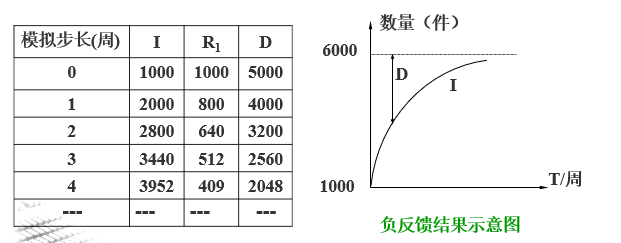 模拟步长(周) I R1 D
0 1000 1000 5000
1 2000 800 4000
2 2800 640 3200
3 3440 512 2560
4 3952 409 2048
--- --- --- ---
数量（件）
6000
D
I
1000
T/周
负反馈结果示意图